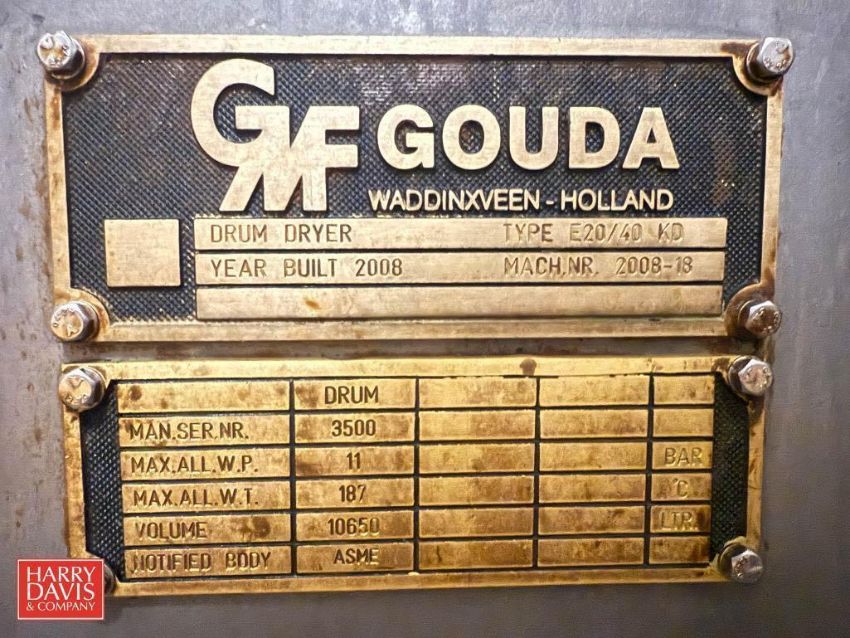 GMF GOUDA
WADDINXVEEN - HOLLAND
DRUM DRYER TYPE E20/40 KD
YEAR BUILT 2008 MACH.NR. 2008-18
DRUM
MAN.SER.NR. 3500
MAX.ALL.W.P. 11 BAR
MAX.ALL.W.T. 187 °C
VOLUME 10650 LTR.
NOTIFIED BODY ASME
HARRY
DAVIS
& COMPANY